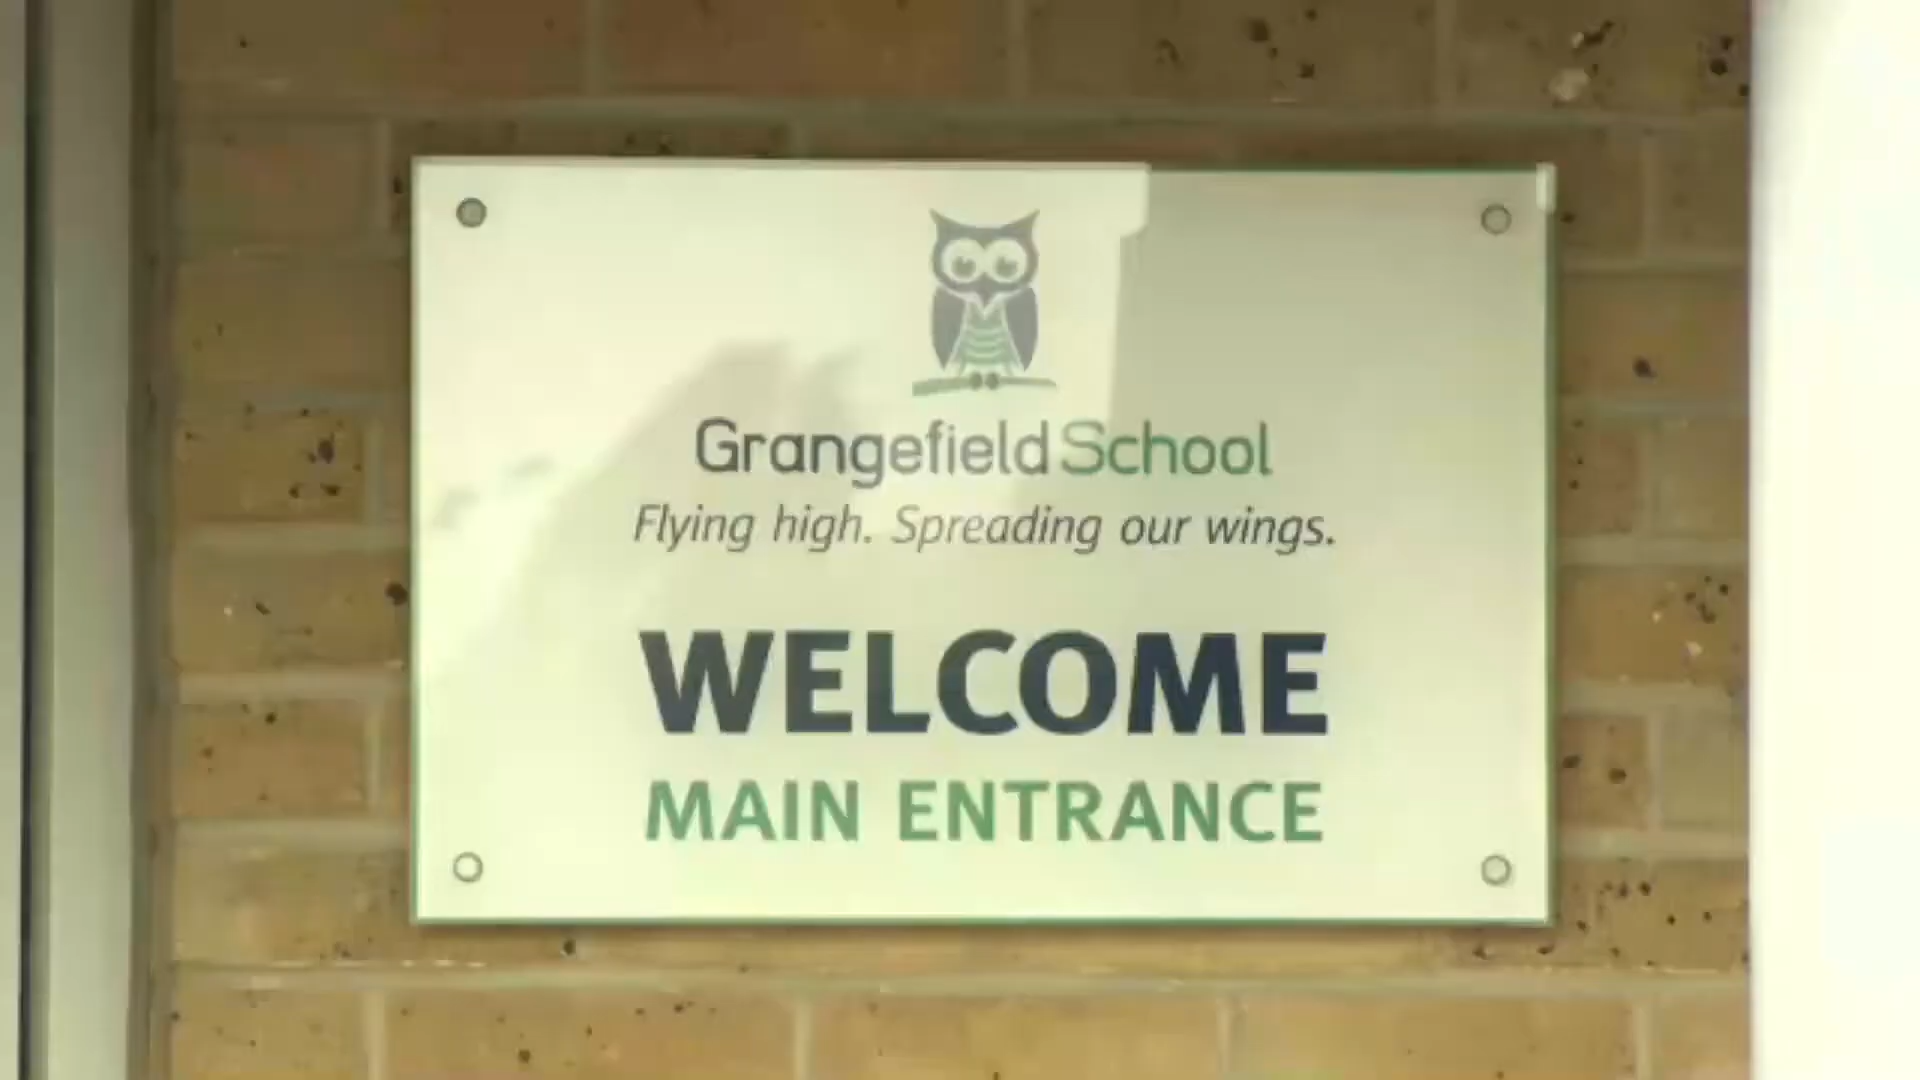 Grangefield School
Flying high. Spreading our wings.
WELCOME
MAIN ENTRANCE